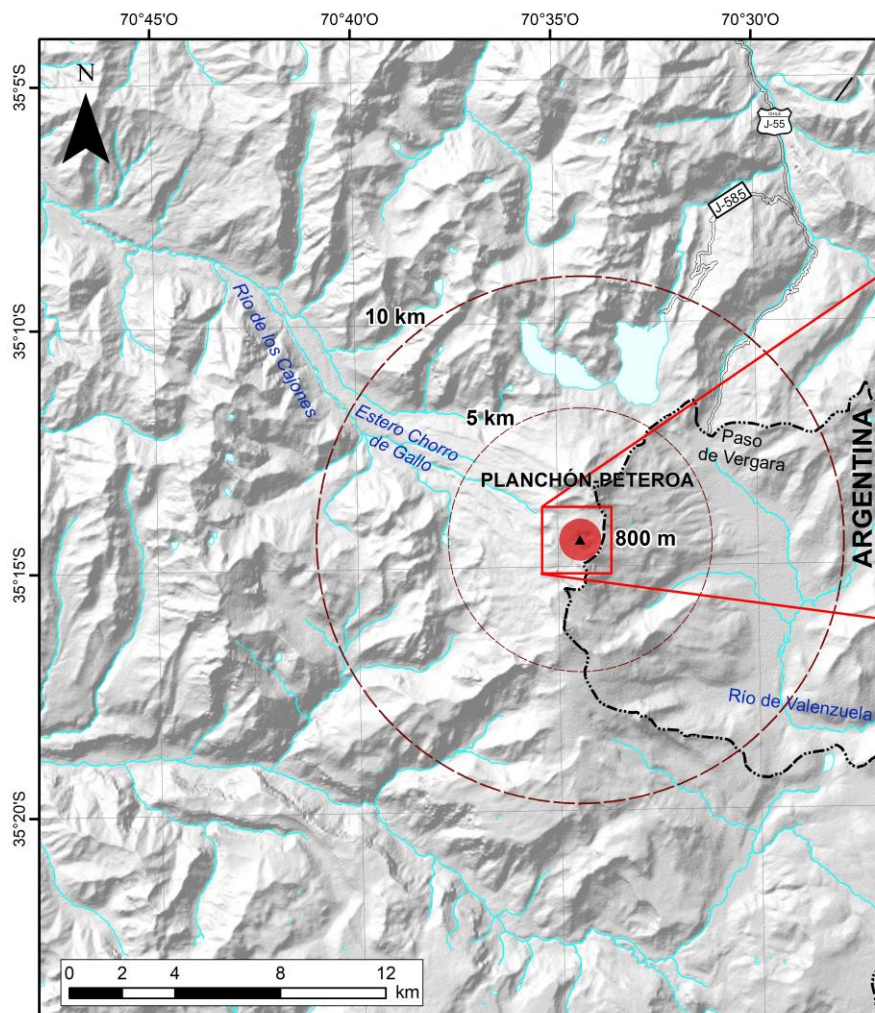 70°45'O
70°40'O
70°35'O
70°30'O
35°5'S
N
CHILE
J-55
J-585
Río de los Cajones
10 km
35°10'S
5 km
Estero Chorro
de Gallo
Paso
de Vergara
ARGENTINA
PLANCHÓN-PETEROA
800 m
35°15'S
Río de Valenzuela
35°20'S
0 2 4 8 12
km